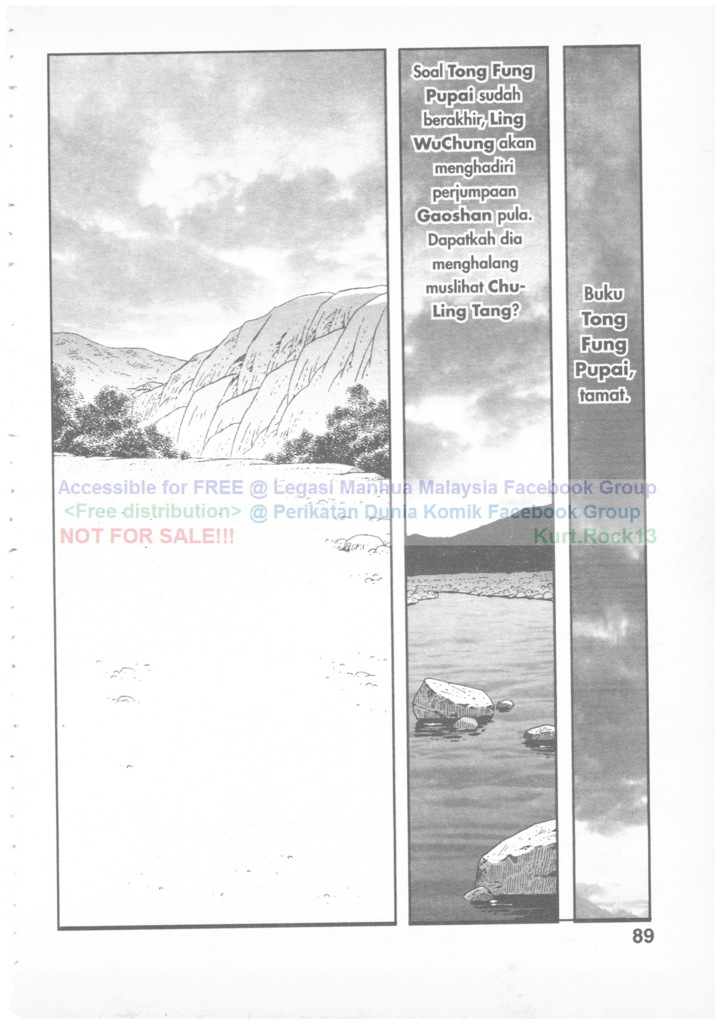 Soal Tong Fung
Pupai sudah
berakhir, Ling
WuChung akan
menghadiri
perjumpaan
Gaoshan pula.
Dapatkah dia
menghalang
muslihat Chu-
Ling Tang?
Buku
Tong
Fung
Pupai,
tamat.
Accessible for FREE @ Legasi Manhua Malaysia Facebook Group
<Free distribution> @ Perikatan Dunia Komik Facebook Group
NOT FOR SALE!!! Kurt.Rock13
89